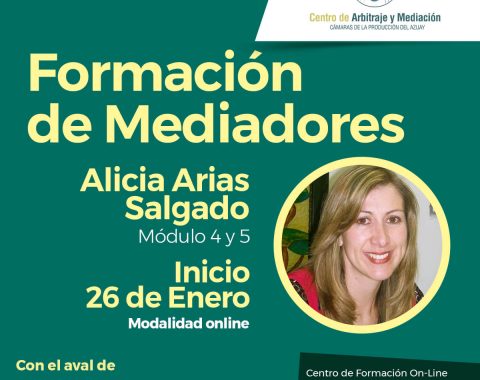 Centro de Arbitraje y Mediación
CÁMARAS DE LA PRODUCCIÓN DEL AZUAY
Formación
de Mediadores
Alicia Arias
Salgado
Módulo 4 y 5
Inicio
26 de Enero
Modalidad online
Con el aval de
Centro de Formación On-Line